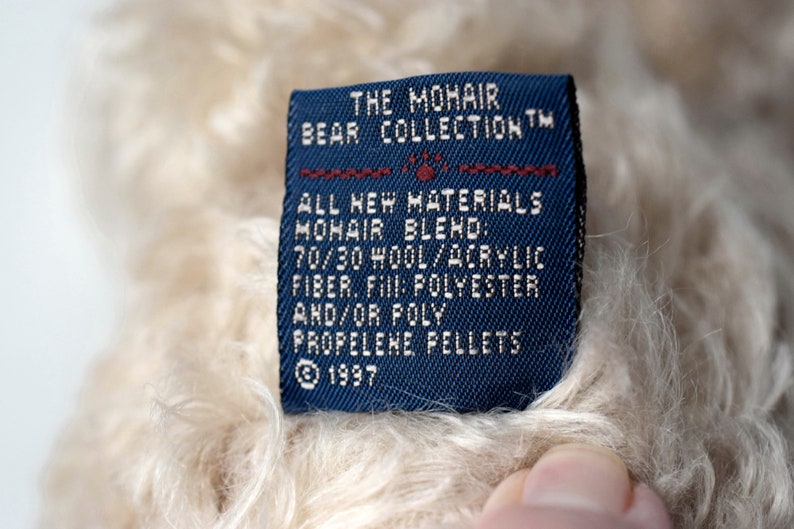 THE MOHAIR
BEAR COLLECTION™
ALL NEW MATERIALS
MOHAIR BLEND.
70/30 WOOL/ACRYLIC
FIBER FILL: POLYESTER
AND/OR POLY
PROPELENE PELLETS
© 1997